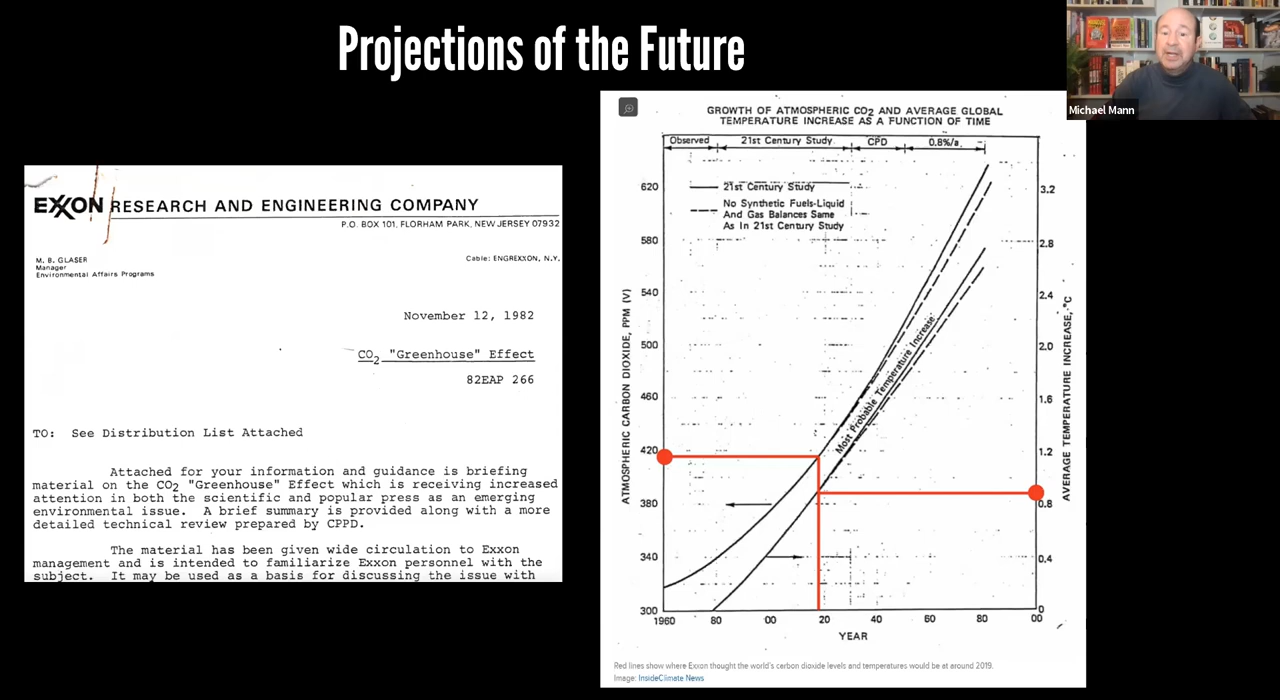 Projections of the Future
Michael Mann
EXXON RESEARCH AND ENGINEERING COMPANY
P.O. BOX 101, FLORHAM PARK, NEW JERSEY 07932
M. B. GLASER
Manager
Environmental Affairs Programs
Cable: ENGREXXON, N.Y.
November 12, 1982
CO2 "Greenhouse" Effect
82EAP 266
TO: See Distribution List Attached
Attached for your information and guidance is briefing
material on the CO2 "Greenhouse" Effect which is receiving increased
attention in both the scientific and popular press as an emerging
environmental issue. A brief summary is provided along with a more
detailed technical review prepared by CPPD.
The material has been given wide circulation to Exxon
management and is intended to familiarize Exxon personnel with the
subject. It may be used as a basis for discussing the issue with
GROWTH OF ATMOSPHERIC CO2 AND AVERAGE GLOBAL
TEMPERATURE INCREASE AS A FUNCTION OF TIME
Observed 21st Century Study CPD 0.8%/a.
21st Century Study
No Synthetic Fuels-Liquid
And Gas Balances Same
As In 21st Century Study
Most Probable Temperature Increase
ATMOSPHERIC CARBON DIOXIDE, PPM (V)
620
580
540
500
460
420
380
340
300
AVERAGE TEMPERATURE INCREASE, °C
3.2
2.8
2.4
2.0
1.6
1.2
0.8
0.4
0
1960 80 00 20 40 60 80 00
YEAR
Red lines show where Exxon thought the world's carbon dioxide levels and temperatures would be at around 2019.
Image: InsideClimate News